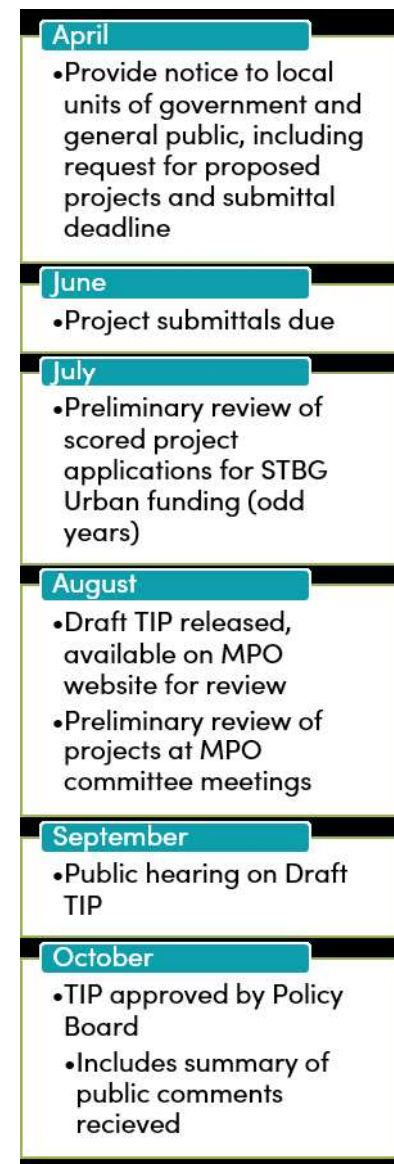 April
•Provide notice to local
units of government and
general public, including
request for proposed
projects and submittal
deadline
June
•Project submittals due
July
•Preliminary review of
scored project
applications for STBG
Urban funding (odd
years)
August
•Draft TIP released,
available on MPO
website for review
•Preliminary review of
projects at MPO
committee meetings
September
•Public hearing on Draft
TIP
October
•TIP approved by Policy
Board
•Includes summary of
public comments
recieved